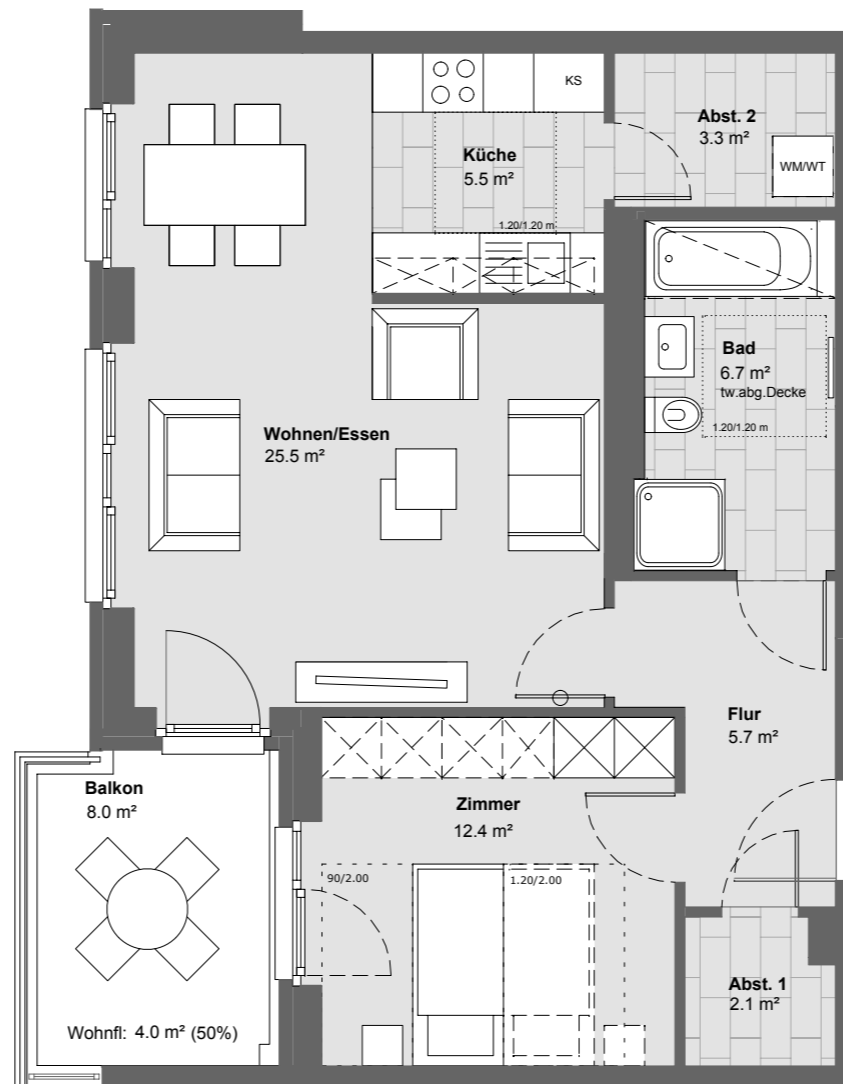 KS
Abst. 2
3.3 m²
WM/WT
Küche
5.5 m²
1.20/1.20 m
Bad
6.7 m²
tw.abg.Decke
1.20/1.20 m
Wohnen/Essen
25.5 m²
Flur
5.7 m²
Balkon
8.0 m²
Zimmer
12.4 m²
90/2.00
1.20/2.00
Abst. 1
2.1 m²
Wohnfl: 4.0 m² (50%)